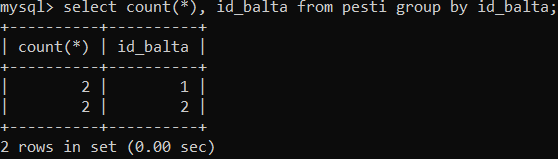 mysql> select count(*), id_balta from pesti group by id_balta;
+----------+----------+
| count(*) | id_balta |
+----------+----------+
|        2 |        1 |
|        2 |        2 |
+----------+----------+
2 rows in set (0.00 sec)